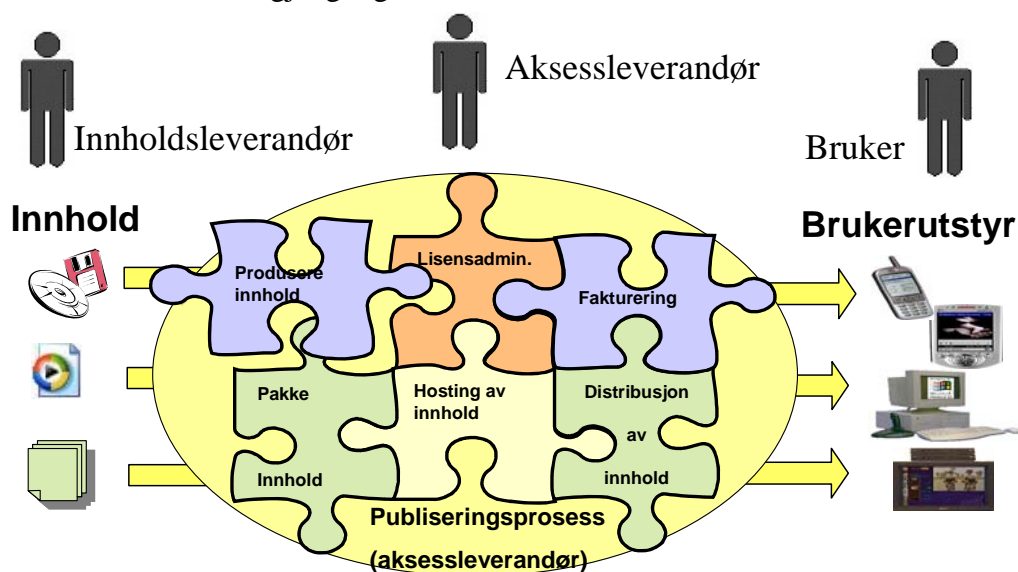 Aksessleverandør
Innholdsleverandør
Bruker
Innhold
Brukerutstyr
Produsere
innhold
Lisensadmin.
Fakturering
Pakke
Innhold
Hosting av
innhold
Distribusjon
av
innhold
Publiseringsprosess
(aksessleverandør)